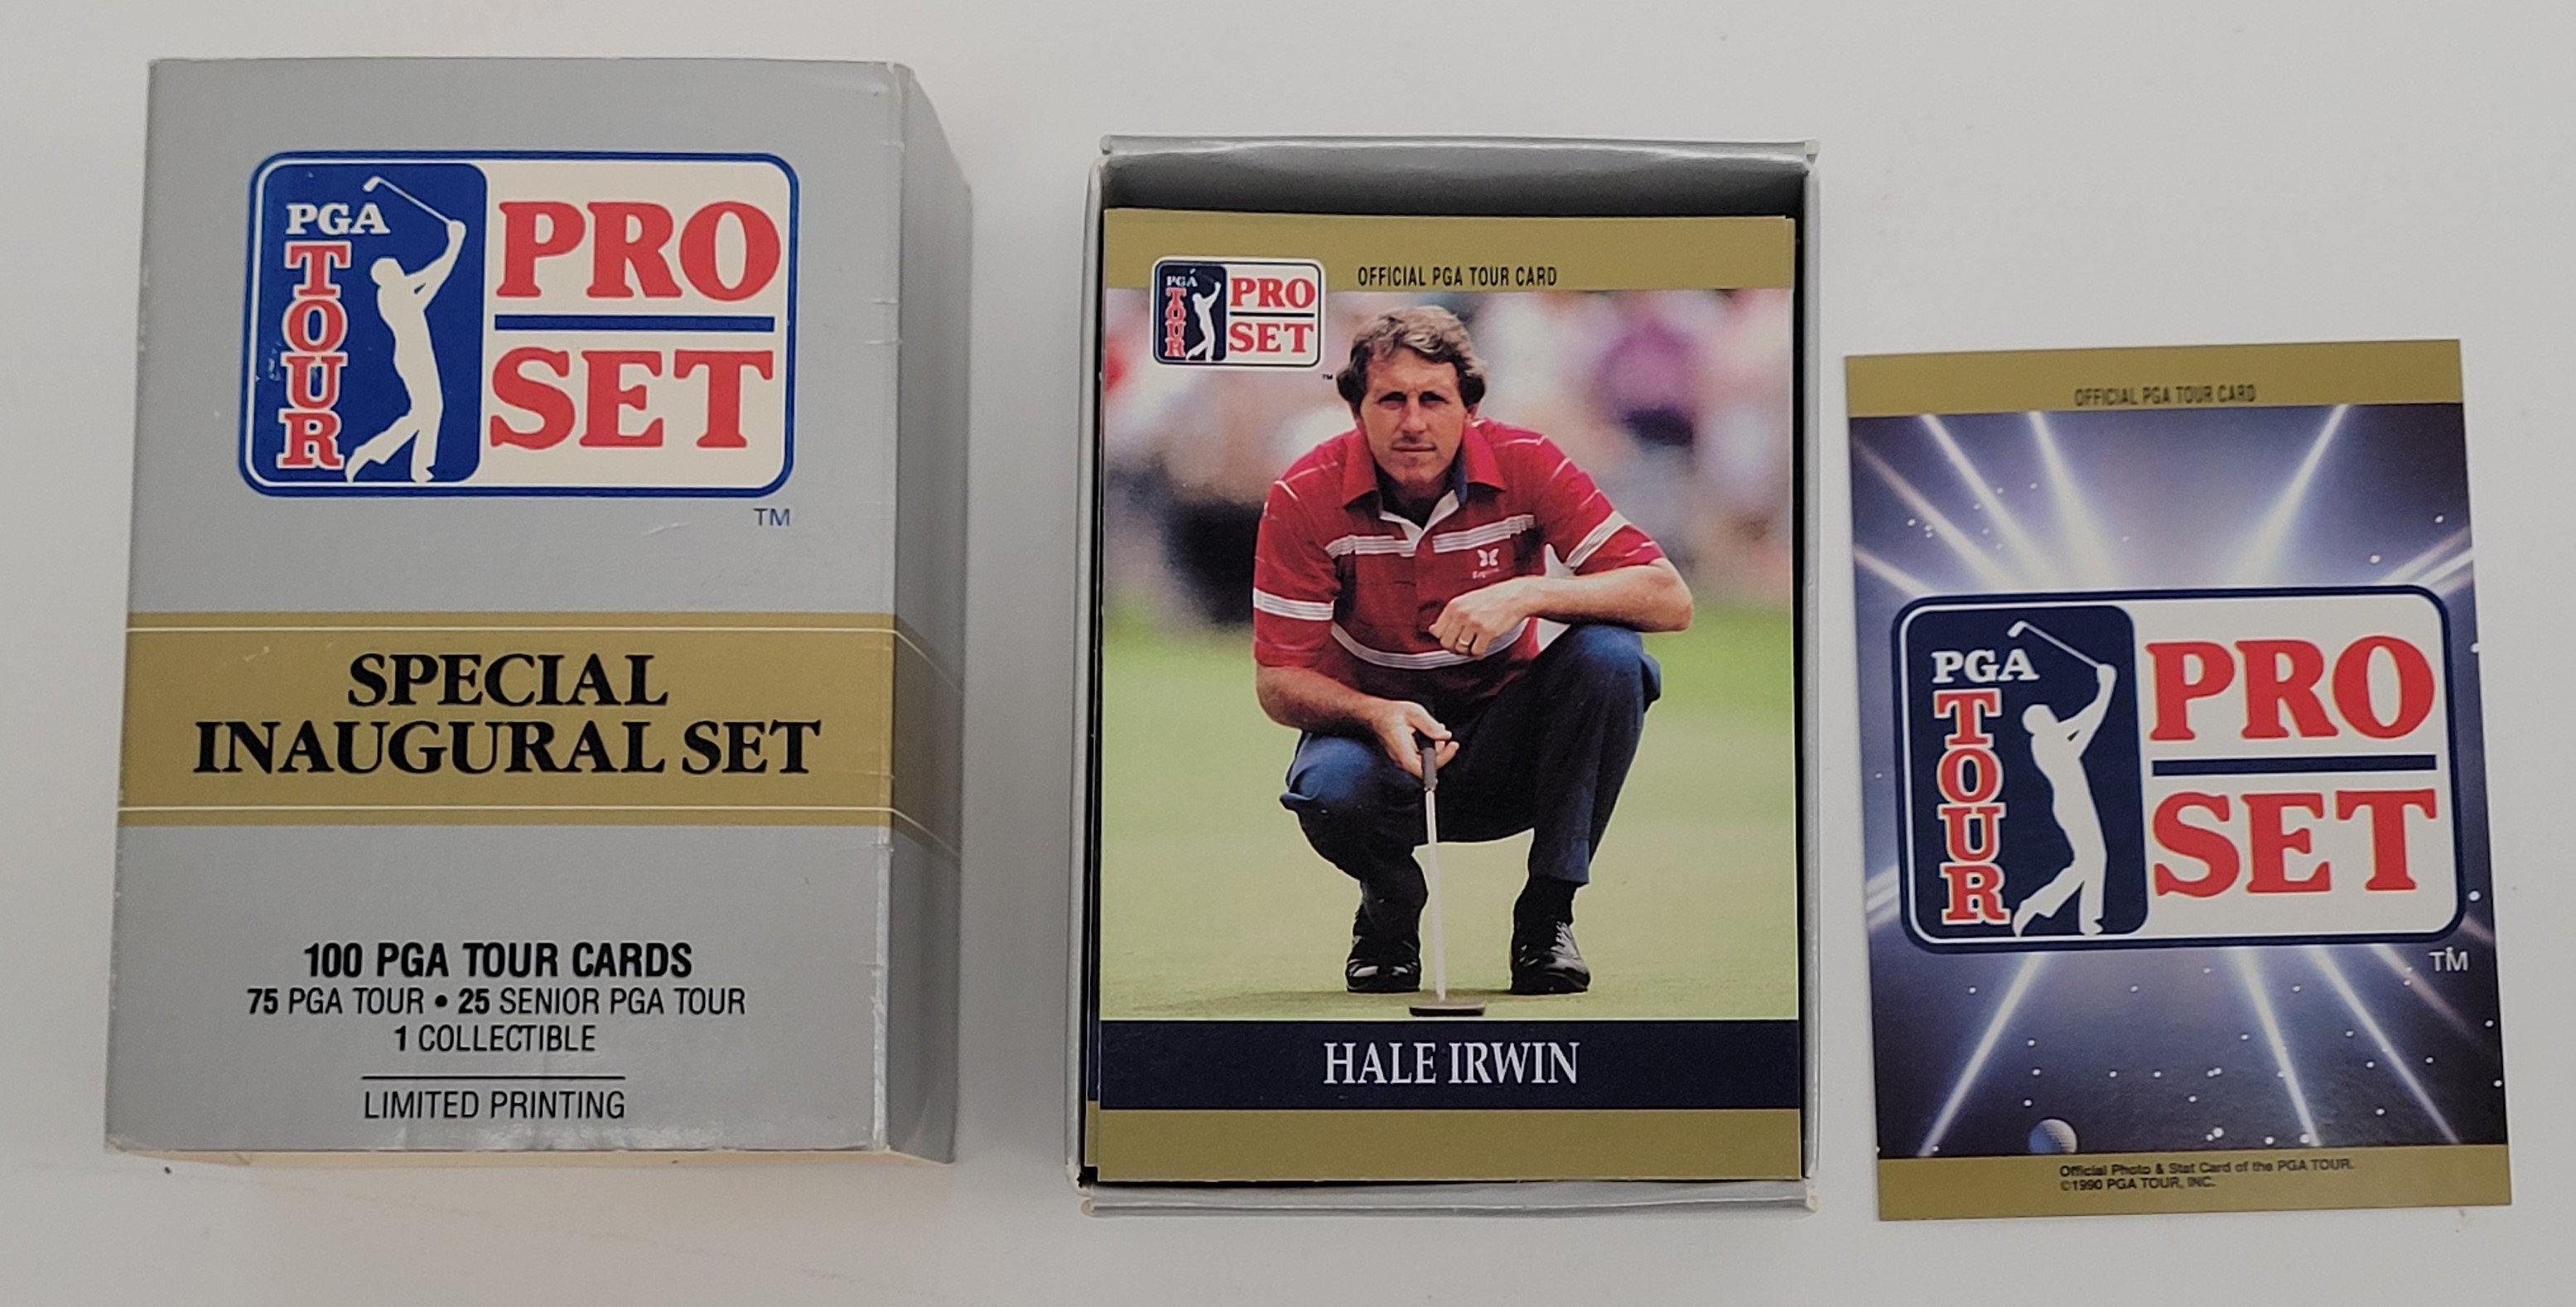 PGA
TOUR
PRO
SET
TM
SPECIAL
INAUGURAL SET
100 PGA TOUR CARDS
75 PGA TOUR • 25 SENIOR PGA TOUR
1 COLLECTIBLE
LIMITED PRINTING
OFFICIAL PGA TOUR CARD
PGA
TOUR
PRO
SET
TM
HALE IRWIN
OFFICIAL PGA TOUR CARD
PGA
TOUR
PRO
SET
TM
Official Photo & Stat Card of the PGA TOUR.
©1990 PGA TOUR, INC.